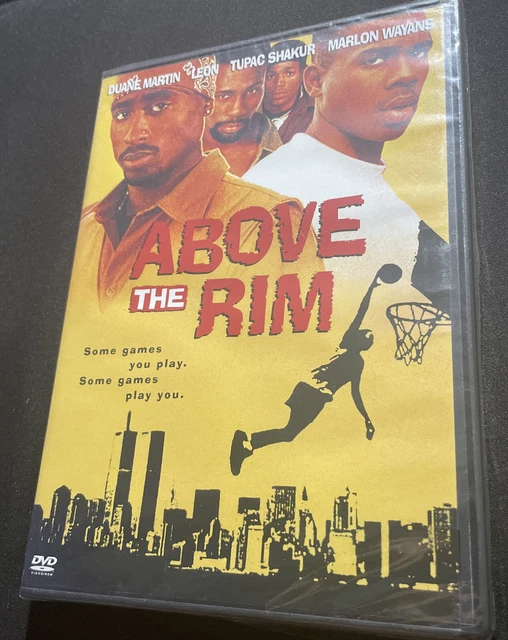 DUANE MARTIN LEON TUPAC SHAKUR MARLON WAYANS
ABOVE
THE RIM
Some games
you play.
Some games
play you.
DVD
VIDEO